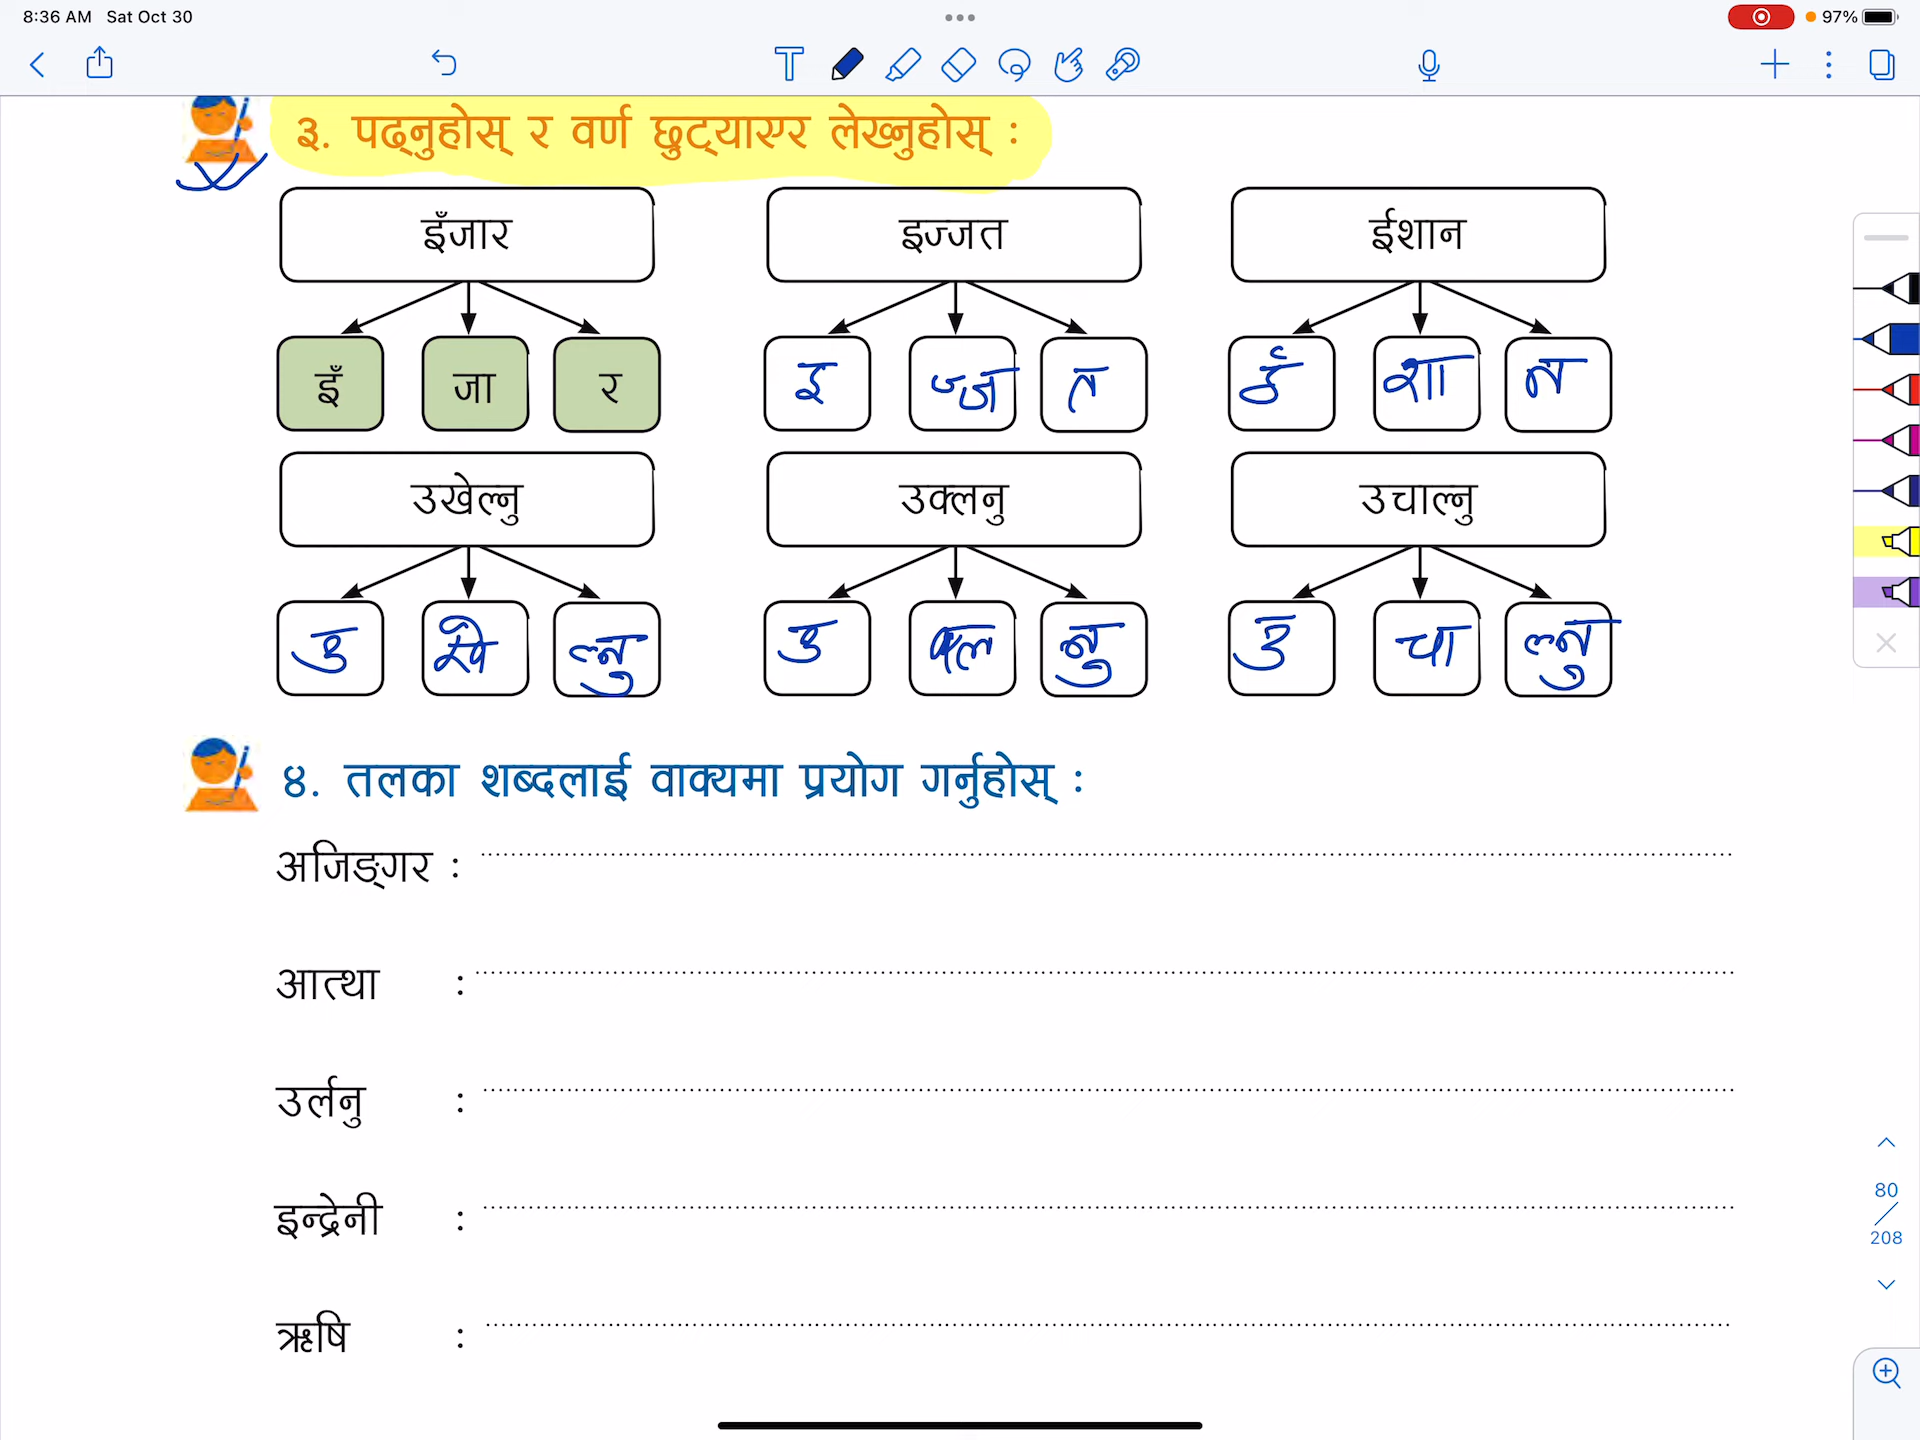 8:36 AM Sat Oct 30
97%
३. पढ्नुहोस् र वर्ण छुट्याएर लेख्नुहोस् :
इँजार इज्जत ईशान
इँ जा र इ ज्ज त ई शा न
उखेल्नु उक्लनु उचाल्नु
उ खे ल्नु उ क्ल नु उ चा ल्नु
४. तलका शब्दलाई वाक्यमा प्रयोग गर्नुहोस् :
अजिङ्गर :
आत्था :
उर्लनु :
इन्द्रेनी :
ऋषि :
80
208